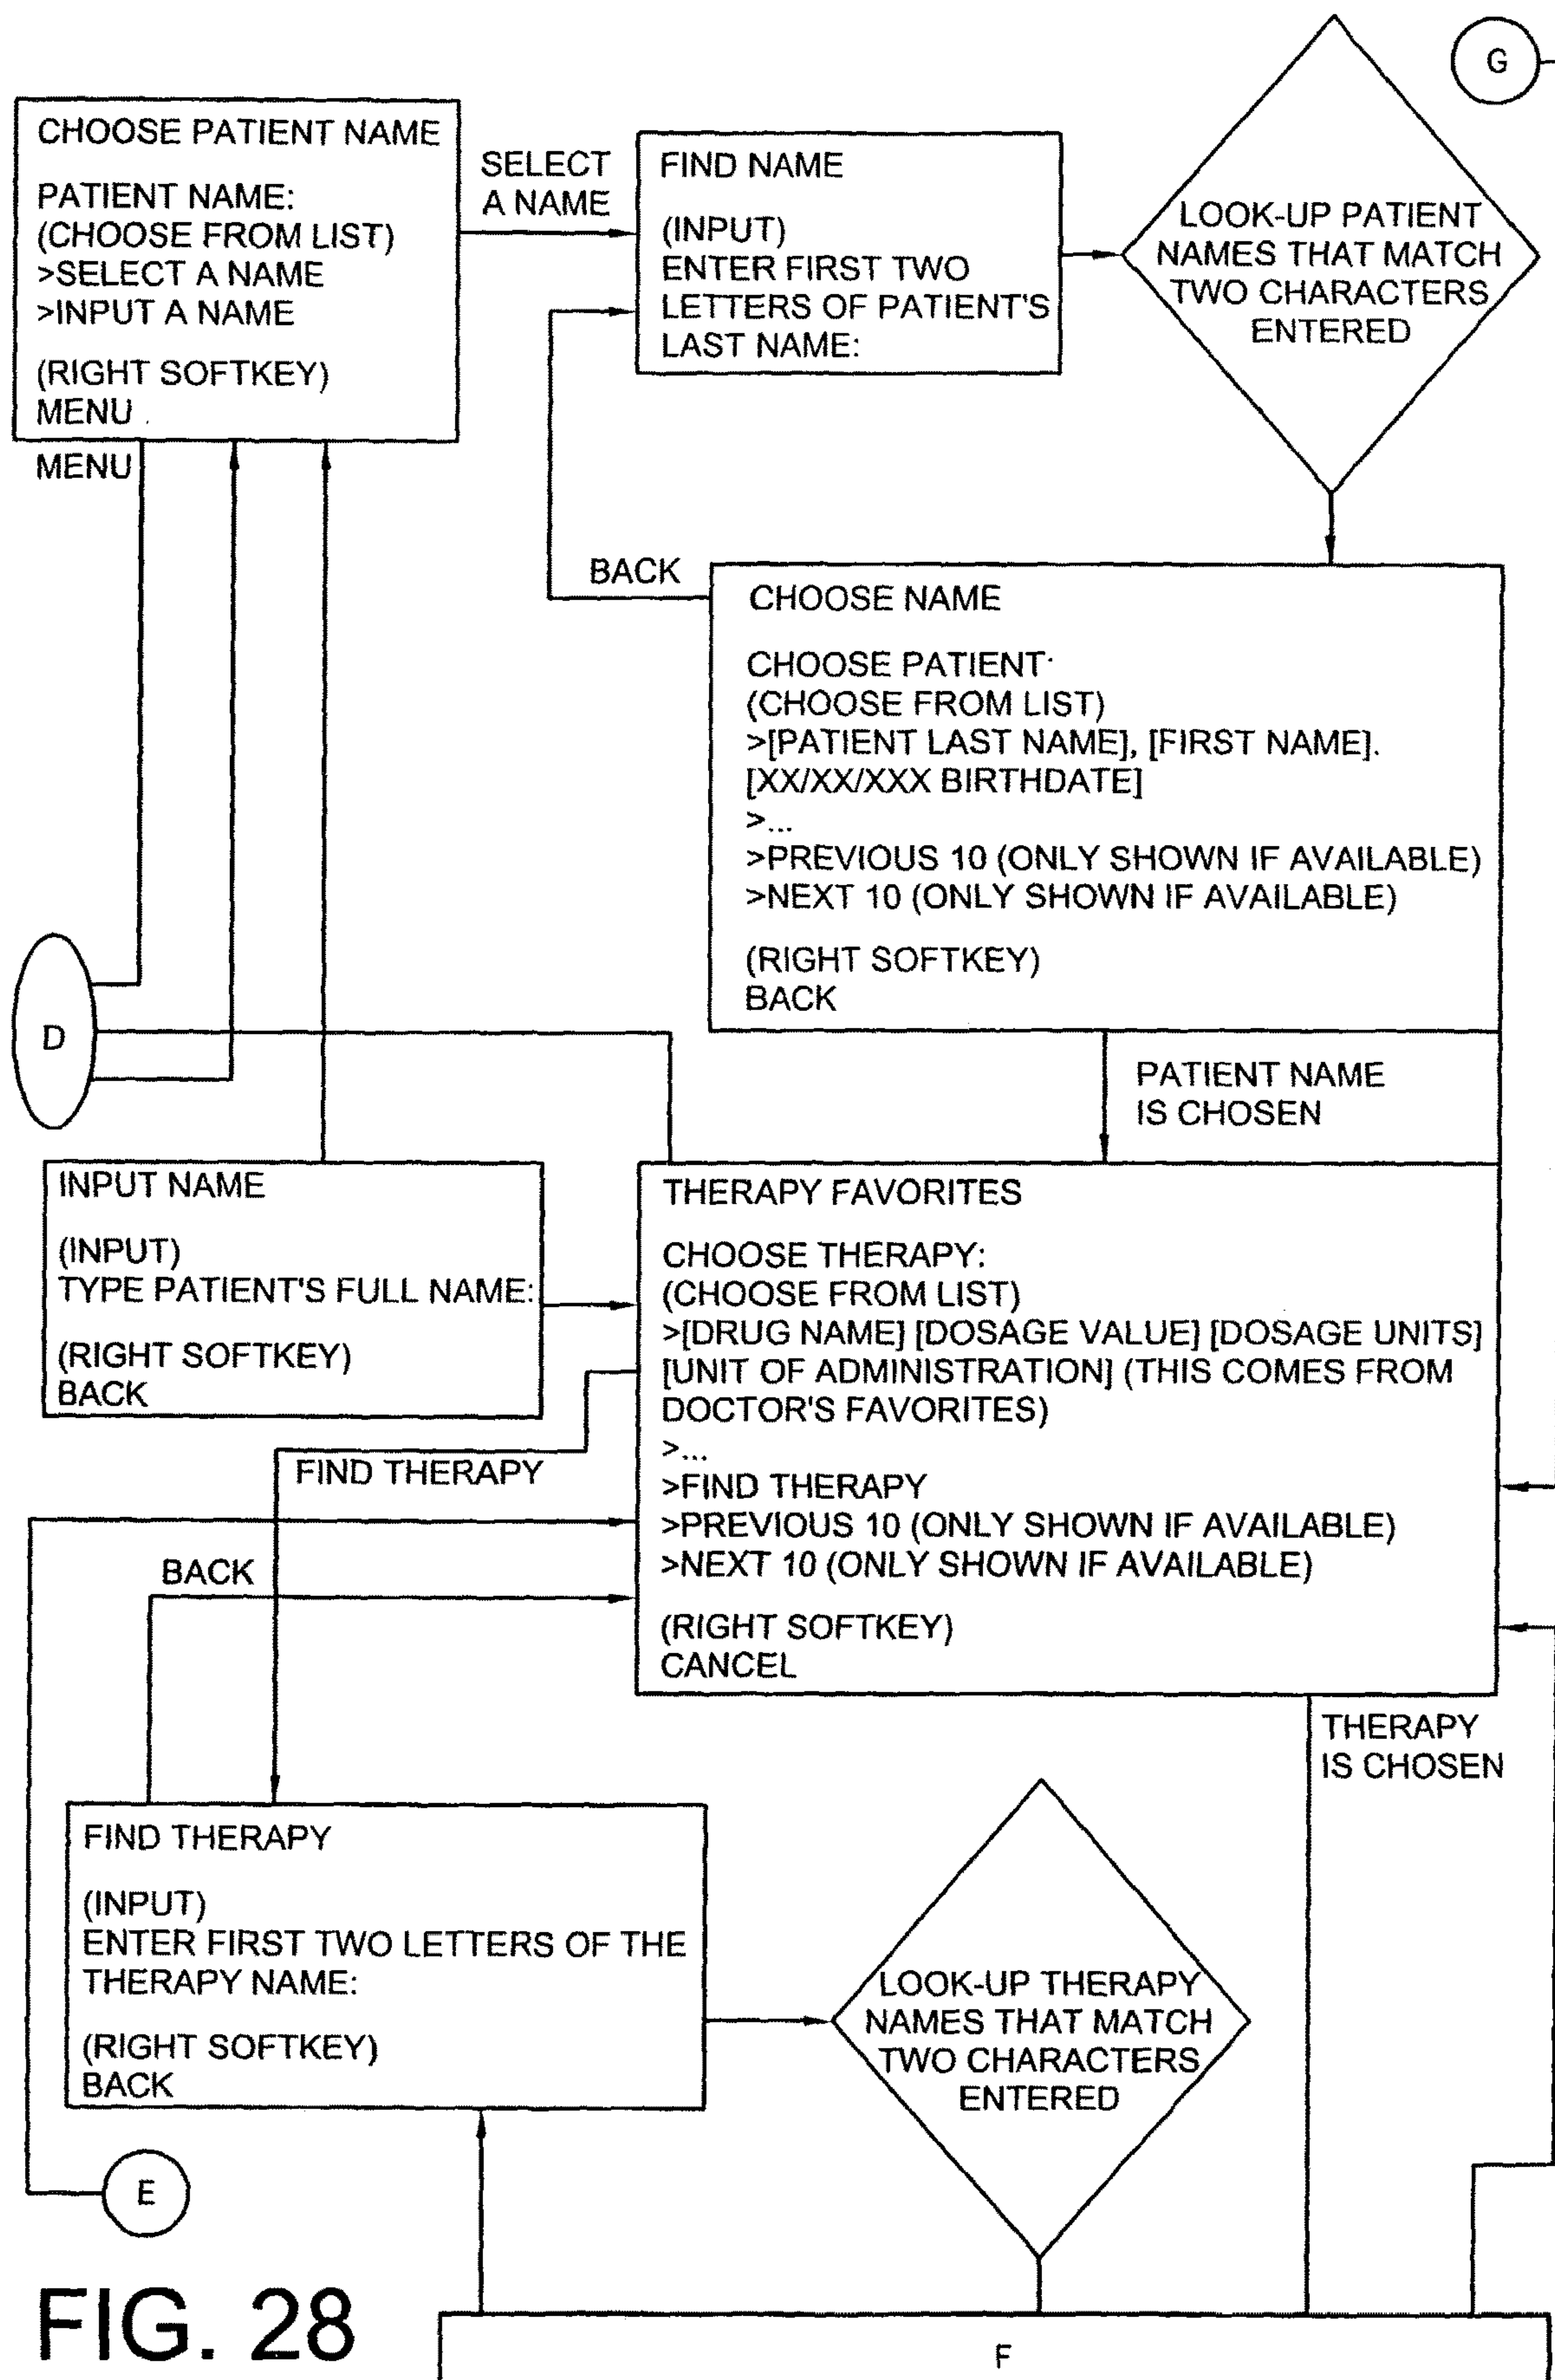 G
CHOOSE PATIENT NAME
PATIENT NAME:
(CHOOSE FROM LIST)
>SELECT A NAME
>INPUT A NAME
(RIGHT SOFTKEY)
MENU
MENU
SELECT
A NAME
FIND NAME
(INPUT)
ENTER FIRST TWO
LETTERS OF PATIENT'S
LAST NAME:
LOOK-UP PATIENT
NAMES THAT MATCH
TWO CHARACTERS
ENTERED
BACK
CHOOSE NAME
CHOOSE PATIENT:
(CHOOSE FROM LIST)
>[PATIENT LAST NAME], [FIRST NAME].
[XX/XX/XXX BIRTHDATE]
>...
>PREVIOUS 10 (ONLY SHOWN IF AVAILABLE)
>NEXT 10 (ONLY SHOWN IF AVAILABLE)
(RIGHT SOFTKEY)
BACK
D
PATIENT NAME
IS CHOSEN
INPUT NAME
(INPUT)
TYPE PATIENT'S FULL NAME:
(RIGHT SOFTKEY)
BACK
THERAPY FAVORITES
CHOOSE THERAPY:
(CHOOSE FROM LIST)
>[DRUG NAME] [DOSAGE VALUE] [DOSAGE UNITS]
[UNIT OF ADMINISTRATION] (THIS COMES FROM
DOCTOR'S FAVORITES)
>...
>FIND THERAPY
>PREVIOUS 10 (ONLY SHOWN IF AVAILABLE)
>NEXT 10 (ONLY SHOWN IF AVAILABLE)
(RIGHT SOFTKEY)
CANCEL
FIND THERAPY
BACK
THERAPY
IS CHOSEN
FIND THERAPY
(INPUT)
ENTER FIRST TWO LETTERS OF THE
THERAPY NAME:
(RIGHT SOFTKEY)
BACK
LOOK-UP THERAPY
NAMES THAT MATCH
TWO CHARACTERS
ENTERED
E
FIG. 28
F